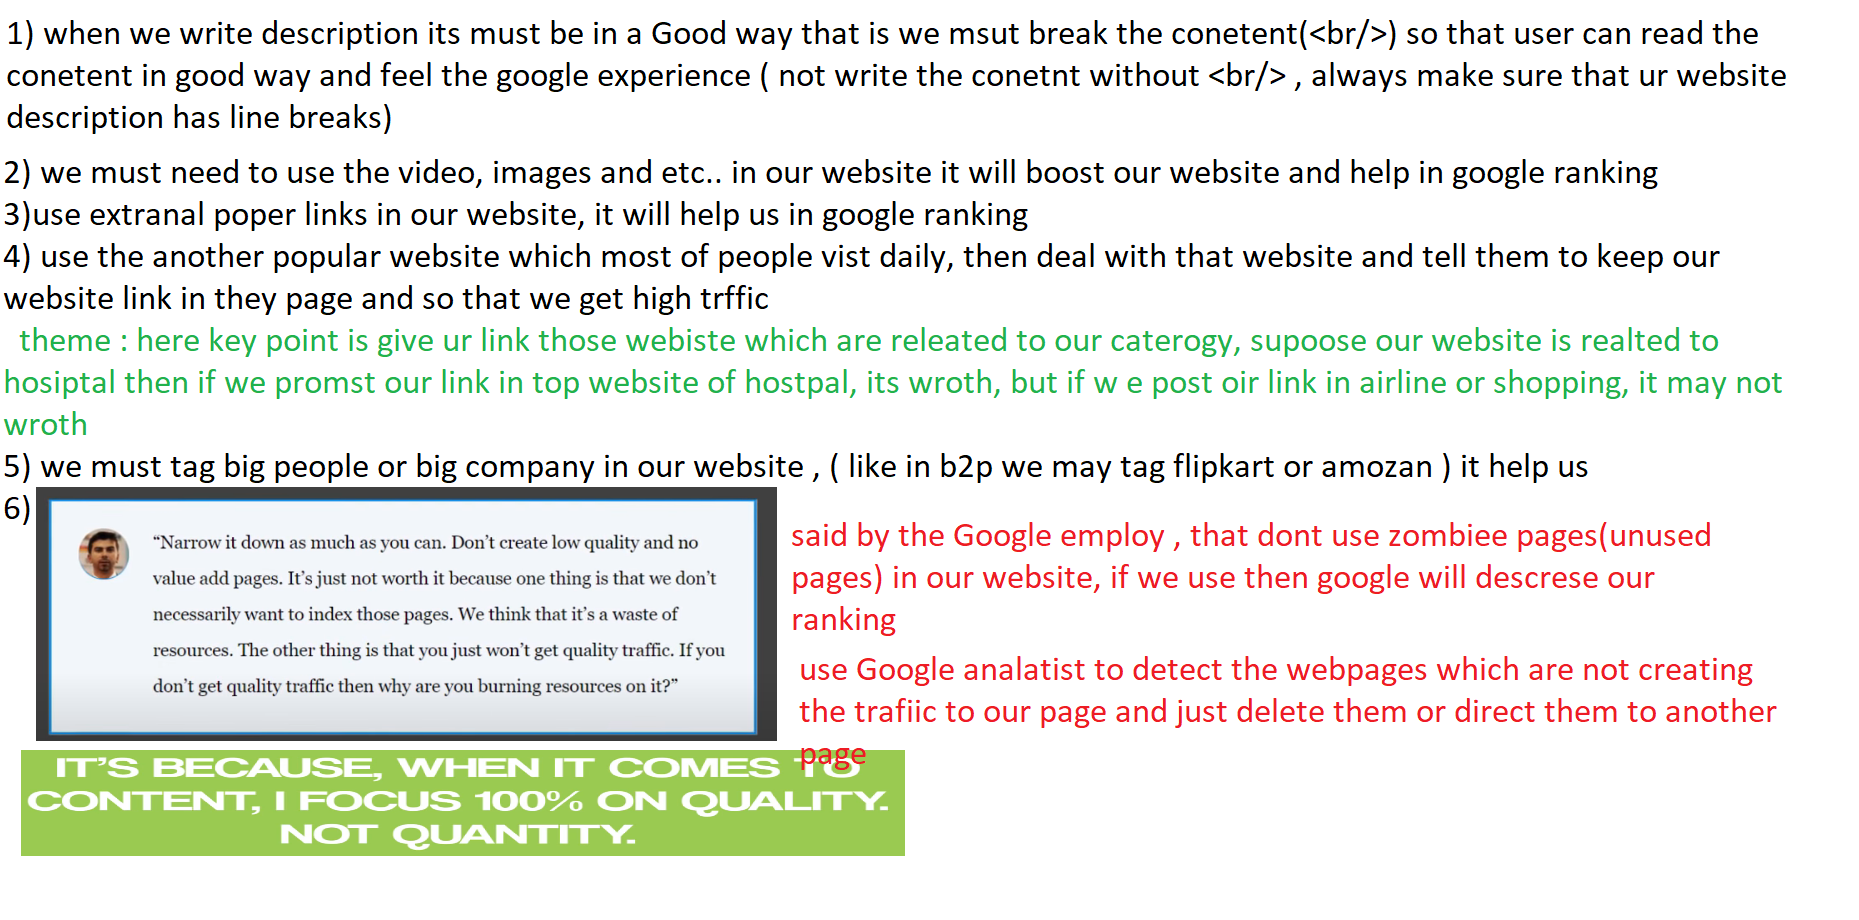 1) when we write description its must be in a Good way that is we msut break the conetent(<br/>) so that user can read the
conetent in good way and feel the google experience ( not write the conetnt without <br/> , always make sure that ur website
description has line breaks)
2) we must need to use the video, images and etc.. in our website it will boost our website and help in google ranking
3)use extranal poper links in our website, it will help us in google ranking
4) use the another popular website which most of people vist daily, then deal with that website and tell them to keep our
website link in they page and so that we get high trffic
theme : here key point is give ur link those webiste which are releated to our caterogy, supoose our website is realted to
hosiptal then if we promst our link in top website of hostpal, its wroth, but if w e post oir link in airline or shopping, it may not
wroth
5) we must tag big people or big company in our website , ( like in b2p we may tag flipkart or amozan ) it help us
6)
“Narrow it down as much as you can. Don’t create low quality and no
value add pages. It’s just not worth it because one thing is that we don’t
necessarily want to index those pages. We think that it’s a waste of
resources. The other thing is that you just won’t get quality traffic. If you
don’t get quality traffic then why are you burning resources on it?”
said by the Google employ , that dont use zombiee pages(unused
pages) in our website, if we use then google will descrese our
ranking
use Google analatist to detect the webpages which are not creating
the trafiic to our page and just delete them or direct them to another
page
IT’S BECAUSE, WHEN IT COMES TO
CONTENT, I FOCUS 100% ON QUALITY.
NOT QUANTITY.